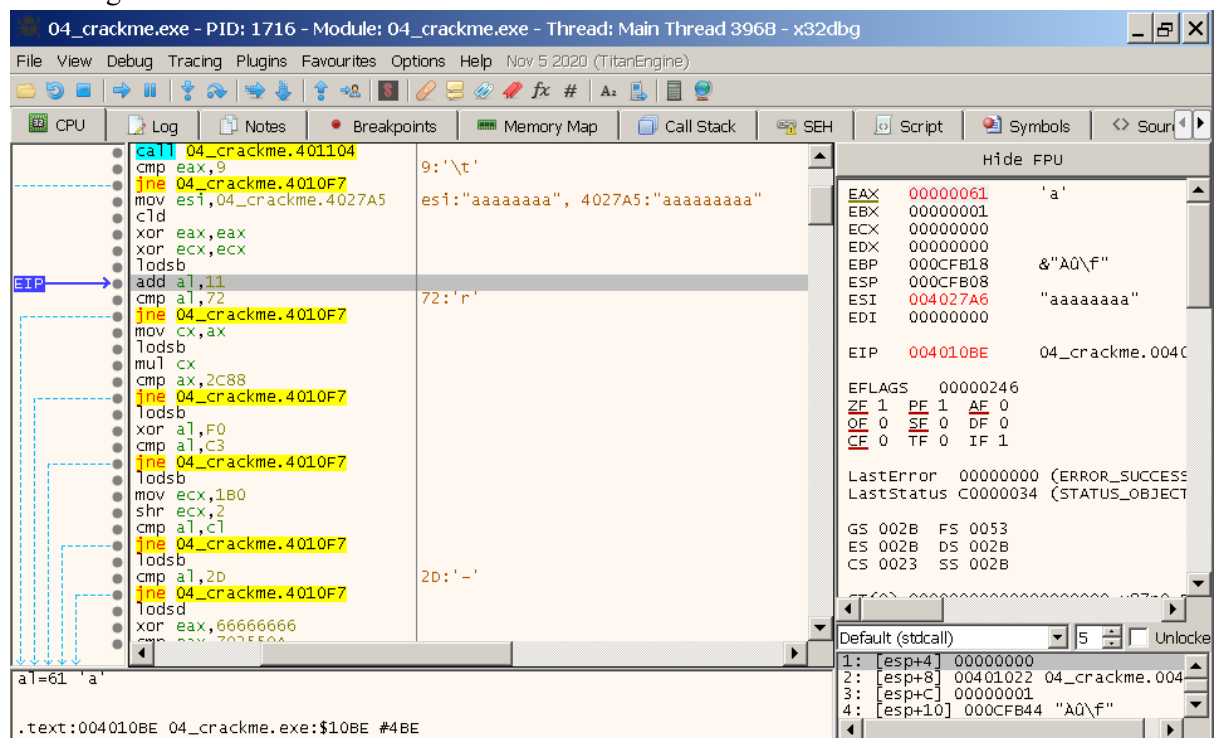 04_crackme.exe - PID: 1716 - Module: 04_crackme.exe - Thread: Main Thread 3968 - x32dbg
File View Debug Tracing Plugins Favourites Options Help Nov 5 2020 (TitanEngine)
CPU Log Notes Breakpoints Memory Map Call Stack SEH Script Symbols Sour
call 04_crackme.401104
cmp eax,9 9:'\t'
jne 04_crackme.4010F7
mov esi,04_crackme.4027A5 esi:"aaaaaaaa", 4027A5:"aaaaaaaaa"
cld
xor eax,eax
xor ecx,ecx
lodsb
EIP add al,11
cmp al,72 72:'r'
jne 04_crackme.4010F7
mov cx,ax
lodsb
mul cx
cmp ax,2C88
jne 04_crackme.4010F7
lodsb
xor al,F0
cmp al,C3
jne 04_crackme.4010F7
lodsb
mov ecx,1B0
shr ecx,2
cmp al,cl
jne 04_crackme.4010F7
lodsb
cmp al,2D 2D:'-'
jne 04_crackme.4010F7
lodsd
xor eax,66666666
Hide FPU
EAX 00000061 'a'
EBX 00000001
ECX 00000000
EDX 00000000
EBP 000CFB18 &"Àû\f"
ESP 000CFB08
ESI 004027A6 "aaaaaaaa"
EDI 00000000
EIP 004010BE 04_crackme.0040
EFLAGS 00000246
ZF 1 PF 1 AF 0
OF 0 SF 0 DF 0
CF 0 TF 0 IF 1
LastError 00000000 (ERROR_SUCCESS
LastStatus C0000034 (STATUS_OBJECT
GS 002B FS 0053
ES 002B DS 002B
CS 0023 SS 002B
Default (stdcall) 5 Unlocke
1: [esp+4] 00000000
2: [esp+8] 00401022 04_crackme.004
3: [esp+C] 00000001
4: [esp+10] 000CFB44 "Àû\f"
al=61 'a'
.text:004010BE 04_crackme.exe:$10BE #4BE